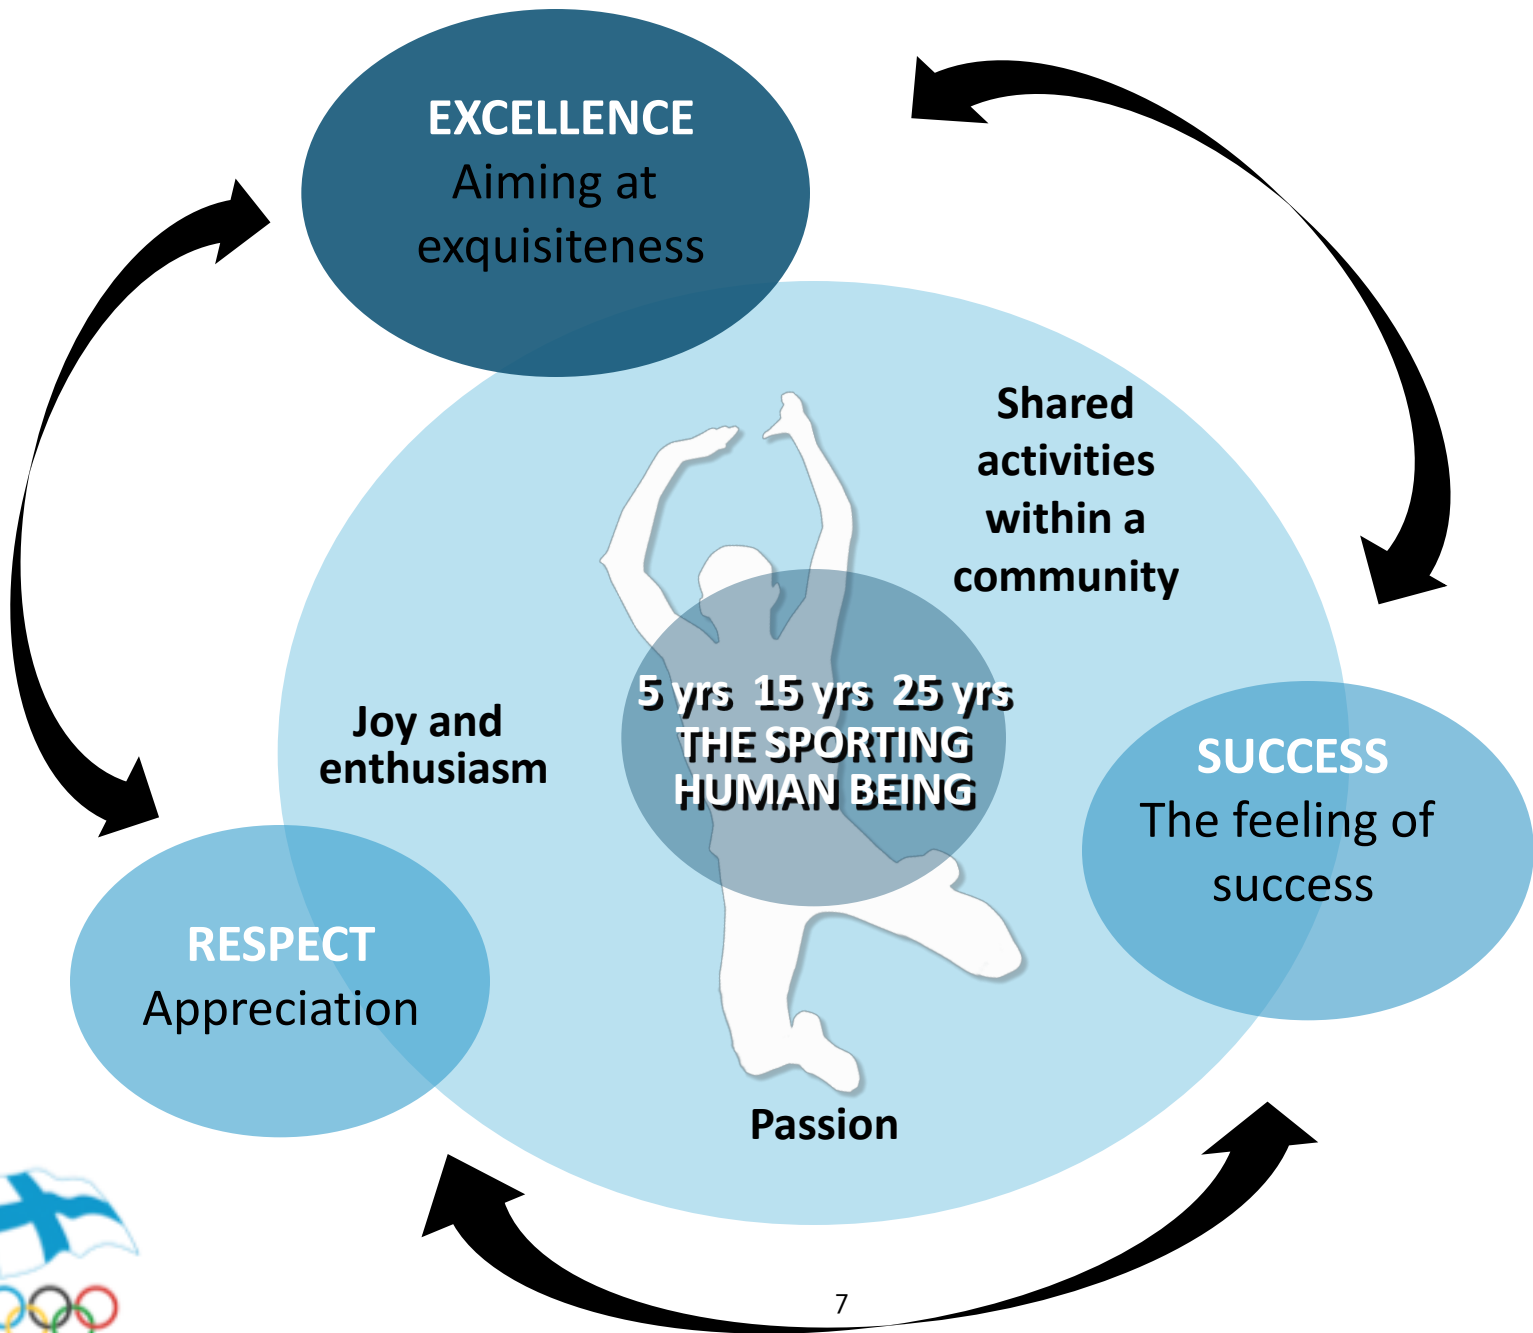 EXCELLENCE
Aiming at
exquisiteness
Shared
activities
within a
community
5 yrs 15 yrs 25 yrs
THE SPORTING
HUMAN BEING
Joy and
enthusiasm
SUCCESS
The feeling of
success
RESPECT
Appreciation
Passion
7